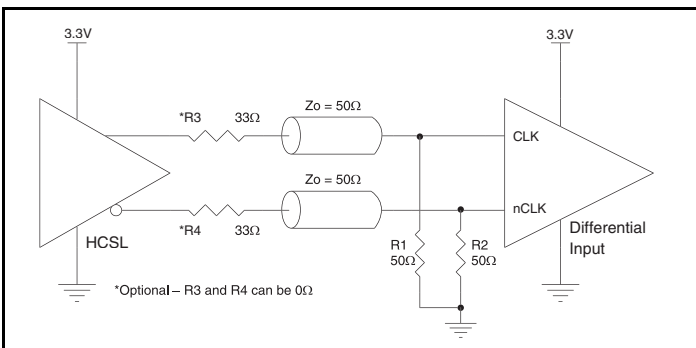 3.3V
3.3V
*R3 33Ω
Zo = 50Ω
CLK
Zo = 50Ω
nCLK
*R4 33Ω
HCSL
R1
50Ω
R2
50Ω
Differential
Input
*Optional – R3 and R4 can be 0Ω